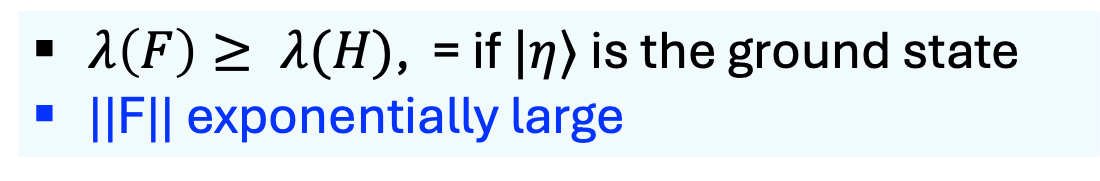 ▪ λ(F) ≥ λ(H), = if |η⟩ is the ground state
▪ ||F|| exponentially large